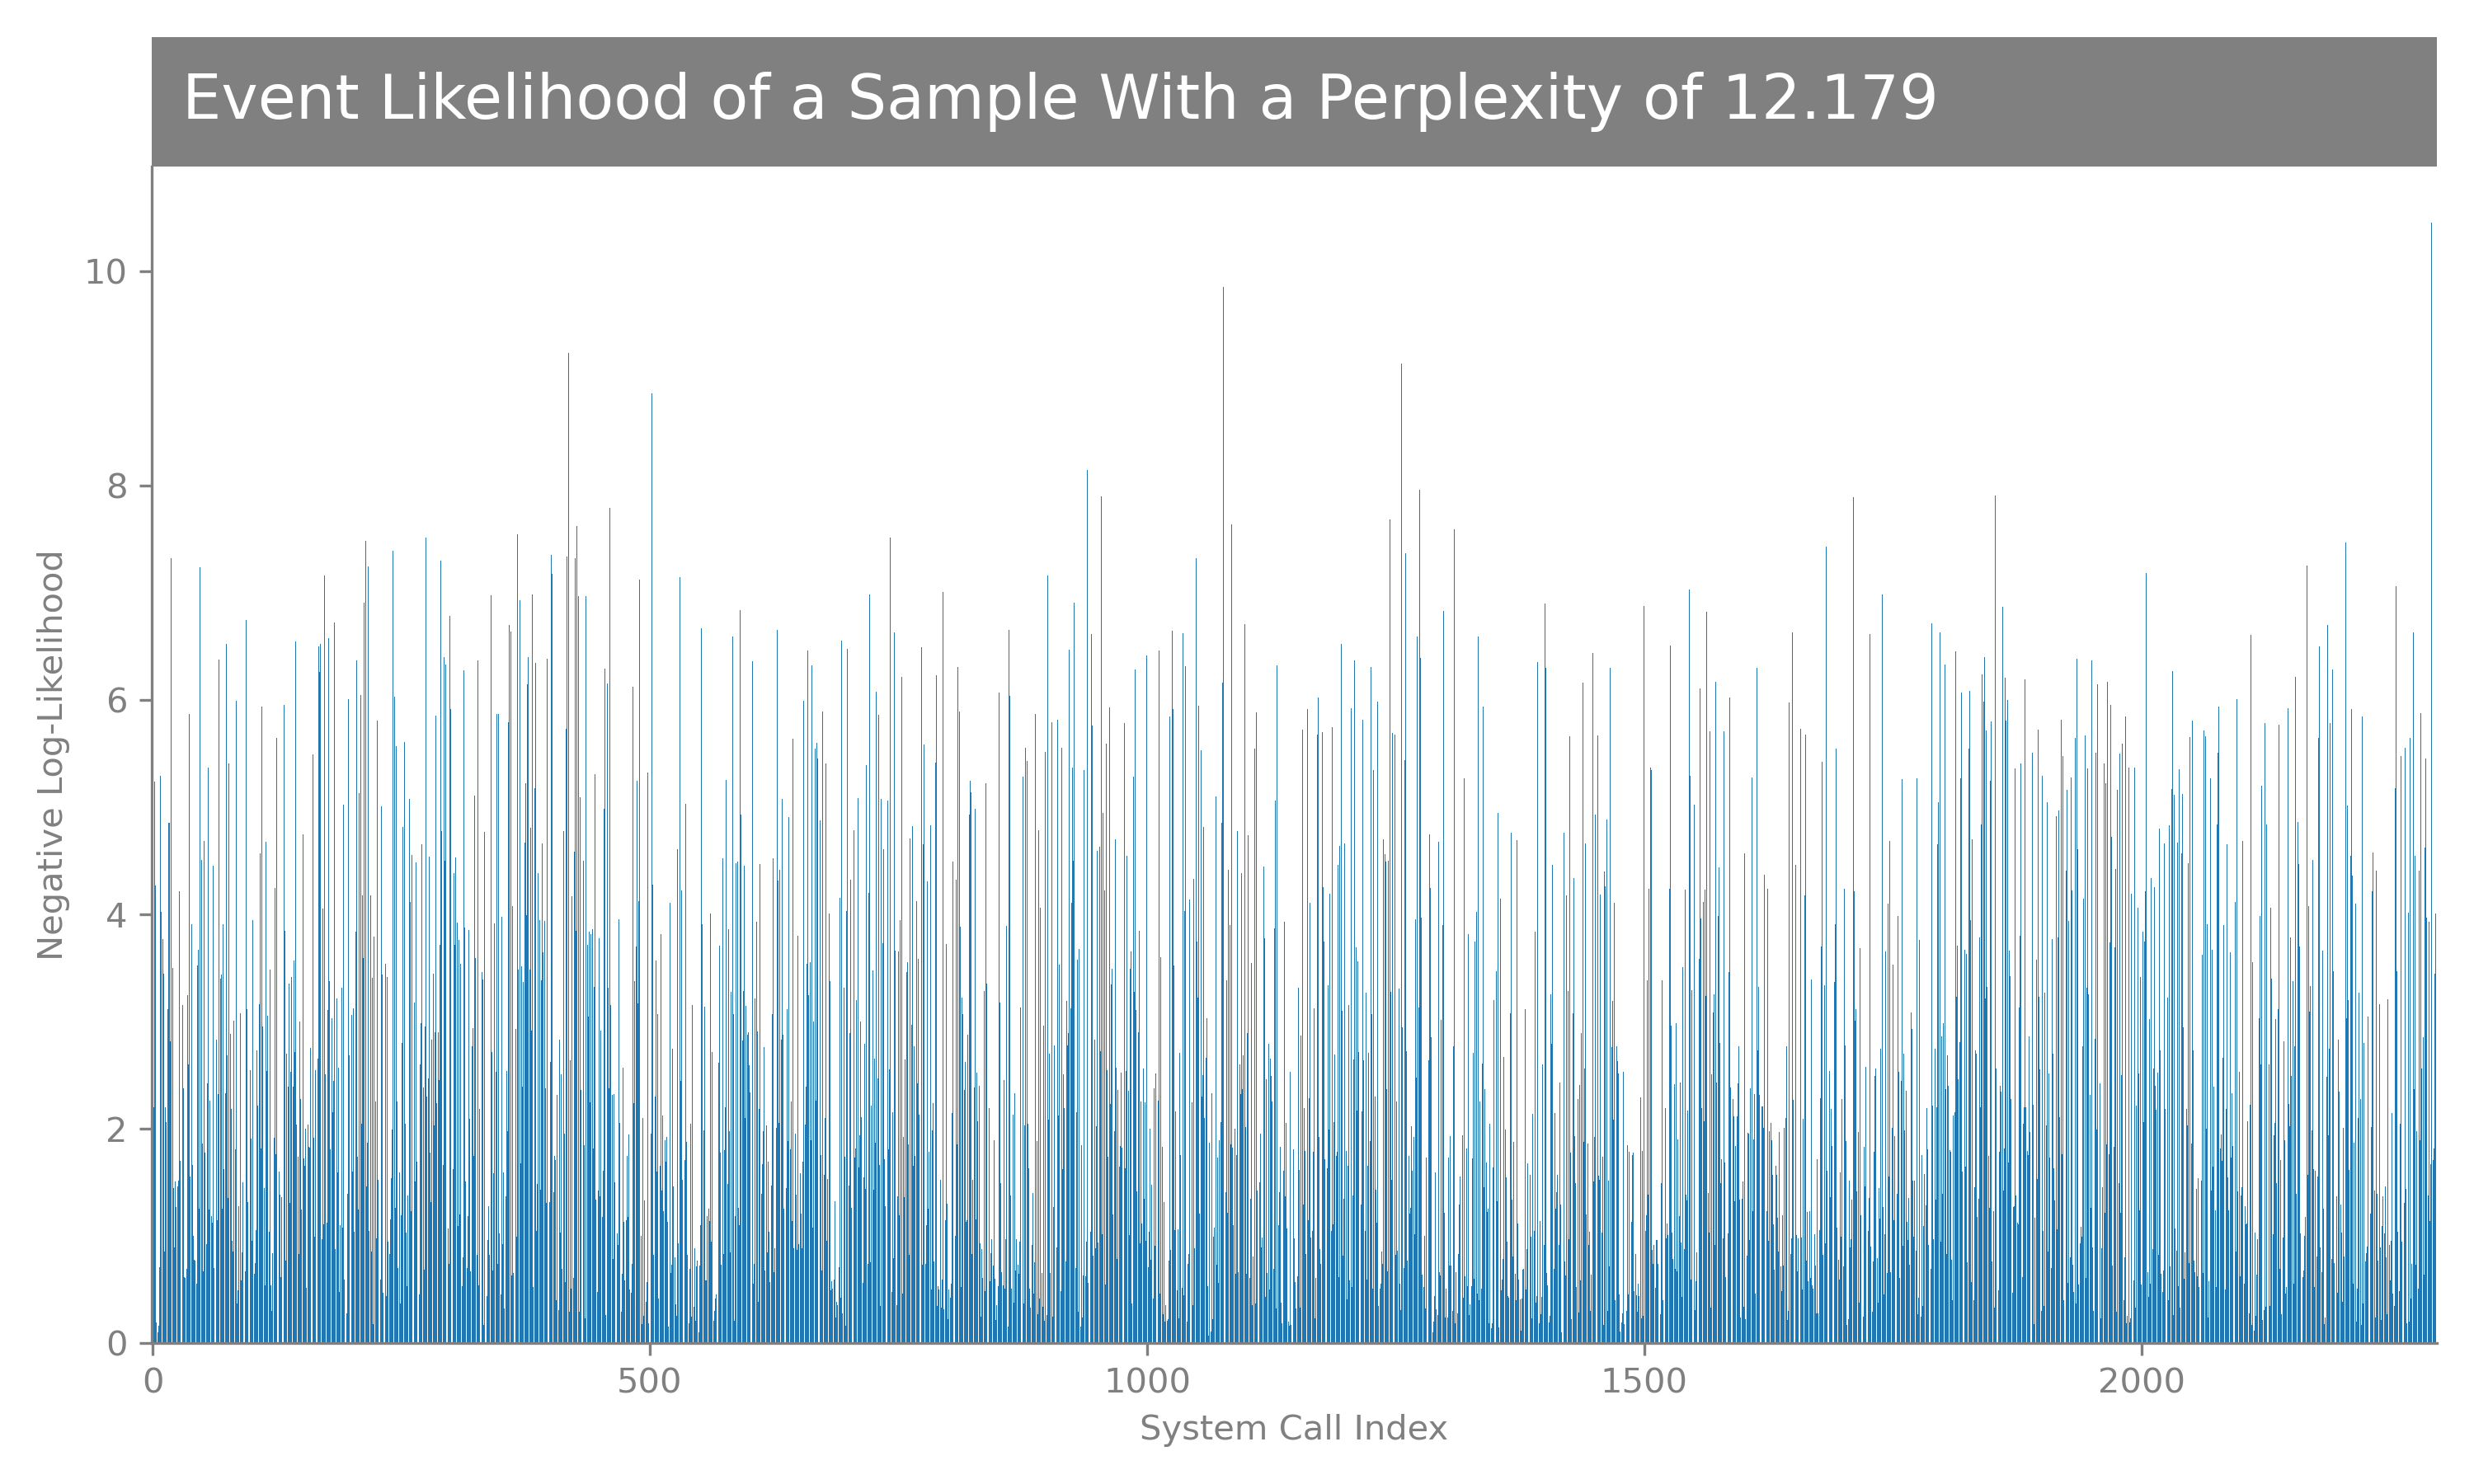 Event Likelihood of a Sample With a Perplexity of 12.179
10
8
6
4
2
0
Negative Log-Likelihood
0 500 1000 1500 2000
System Call Index